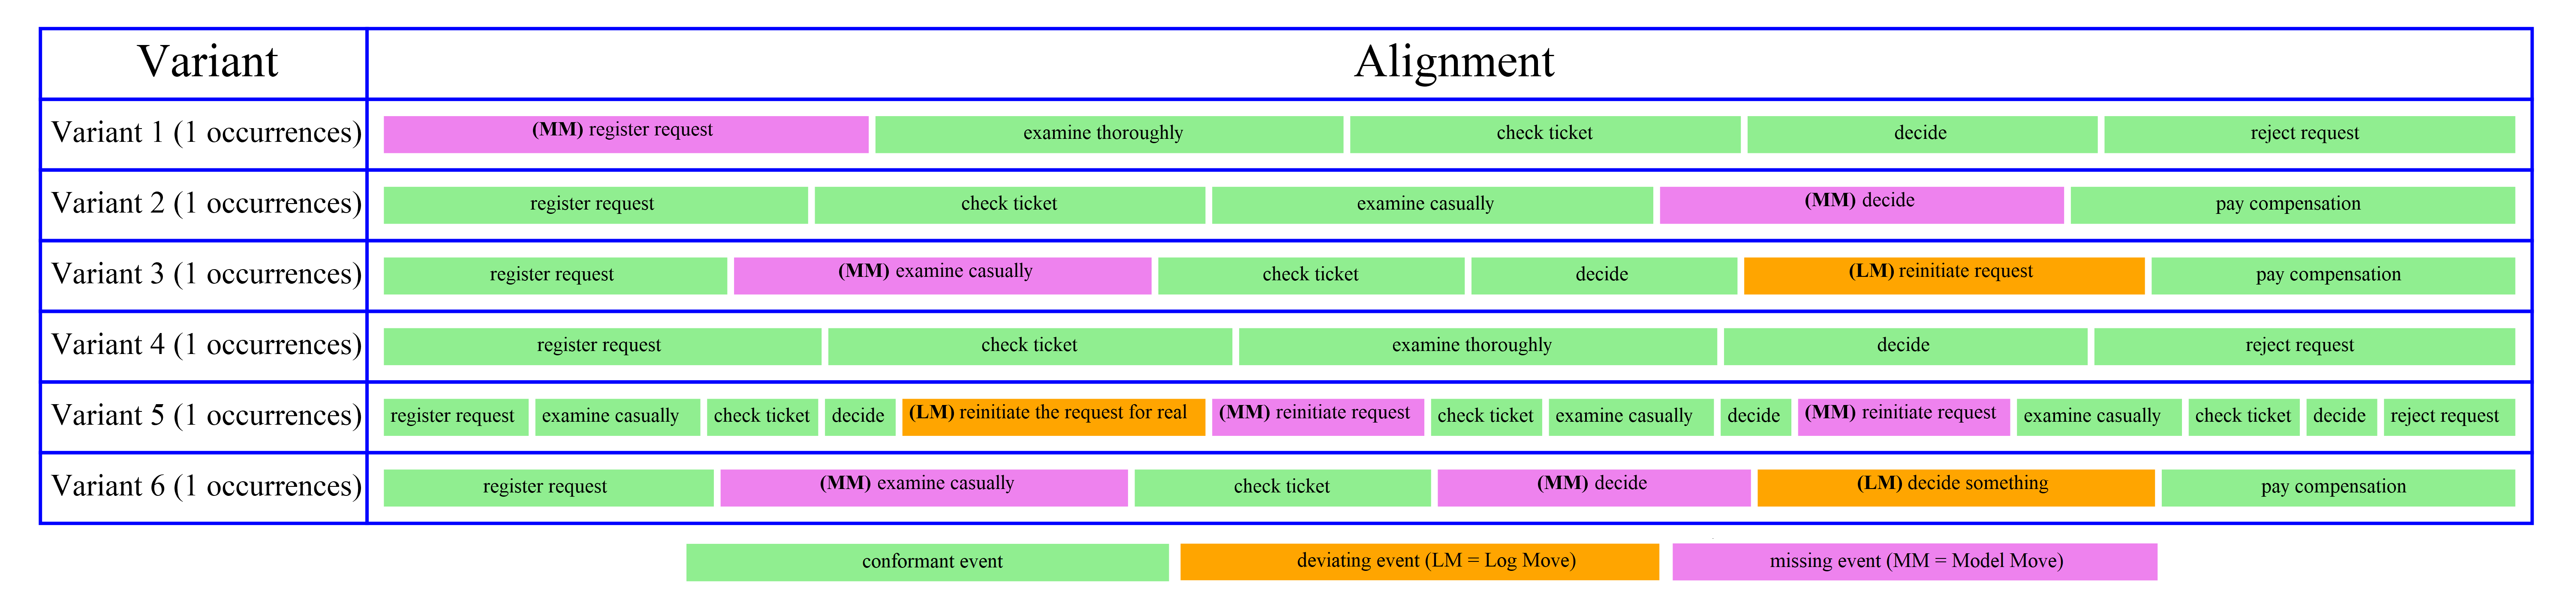 Variant Alignment
Variant 1 (1 occurrences) (MM) register request examine thoroughly check ticket decide reject request
Variant 2 (1 occurrences) register request check ticket examine casually (MM) decide pay compensation
Variant 3 (1 occurrences) register request (MM) examine casually check ticket decide (LM) reinitiate request pay compensation
Variant 4 (1 occurrences) register request check ticket examine thoroughly decide reject request
Variant 5 (1 occurrences) register request examine casually check ticket decide (LM) reinitiate the request for real (MM) reinitiate request check ticket examine casually decide (MM) reinitiate request examine casually check ticket decide reject request
Variant 6 (1 occurrences) register request (MM) examine casually check ticket (MM) decide (LM) decide something pay compensation
conformant event deviating event (LM = Log Move) missing event (MM = Model Move)